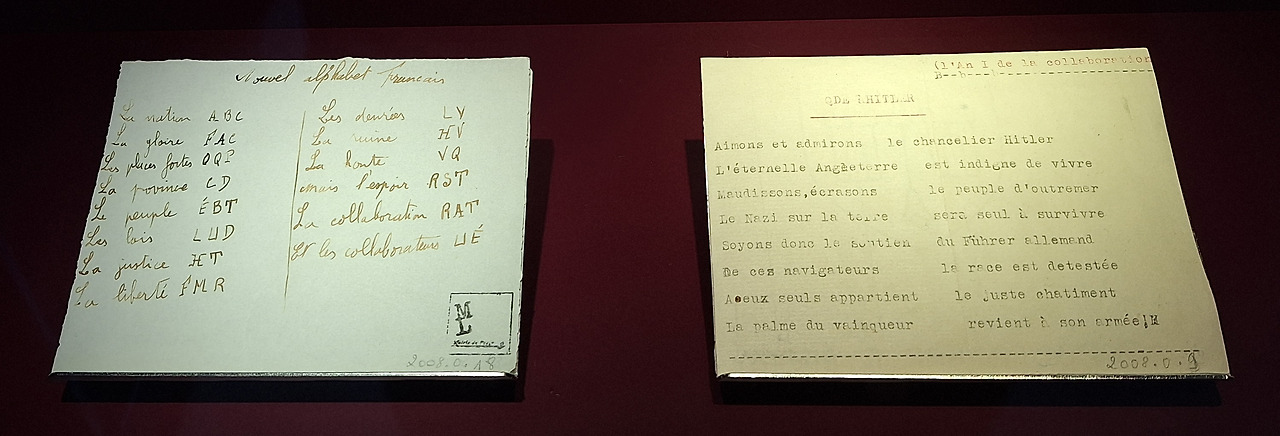 Nouvel Alphabet Français
La nation ABC
La gloire FAC
Les places fortes OQP
La province CD
Le peuple ÉBT
Les lois LUD
La justice HT
La liberté FMR
Les denrées LV
La ruine HV
La honte VQ
mais l'espoir RST
La collaboration RAT
Et les collaborateurs UÉ
ML
2008.0.18
(l'An I de la collaboration
B--b---b
ODE A HITLER
Aimons et admirons le chancelier Hitler
L'éternelle Angleterre est indigne de vivre
Maudissons,écrasons le peuple d'outremer
Le Nazi sur la terre sera seul à survivre
Soyons donc le soutien du Führer allemand
De ces navigateurs la race est detestée
A eux seuls appartient le juste chatiment
La palme du vainqueur revient à son armée!
2008.0.9